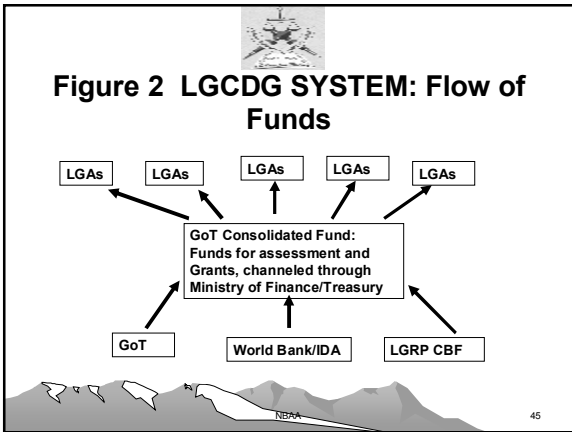 Figure 2 LGCDG SYSTEM: Flow of
Funds
LGAs
LGAs
LGAs
LGAs
LGAs
GoT Consolidated Fund:
Funds for assessment and
Grants, channeled through
Ministry of Finance/Treasury
GoT
World Bank/IDA
LGRP CBF
NBAA
45